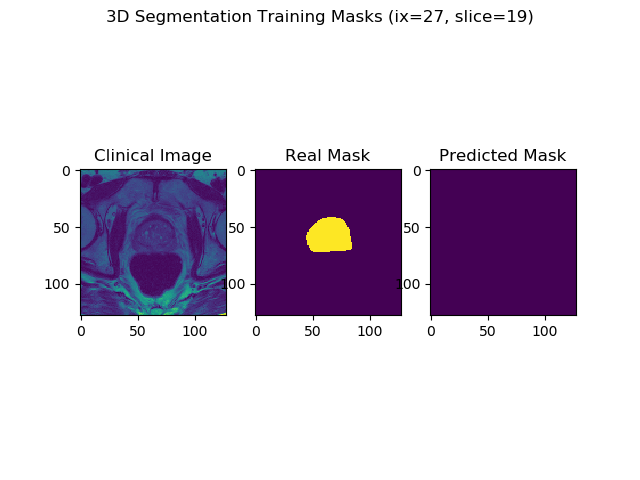 3D Segmentation Training Masks (ix=27, slice=19)
Clinical Image Real Mask Predicted Mask
0 0 0
50 50 50
100 100 100
0 50 100 0 50 100 0 50 100